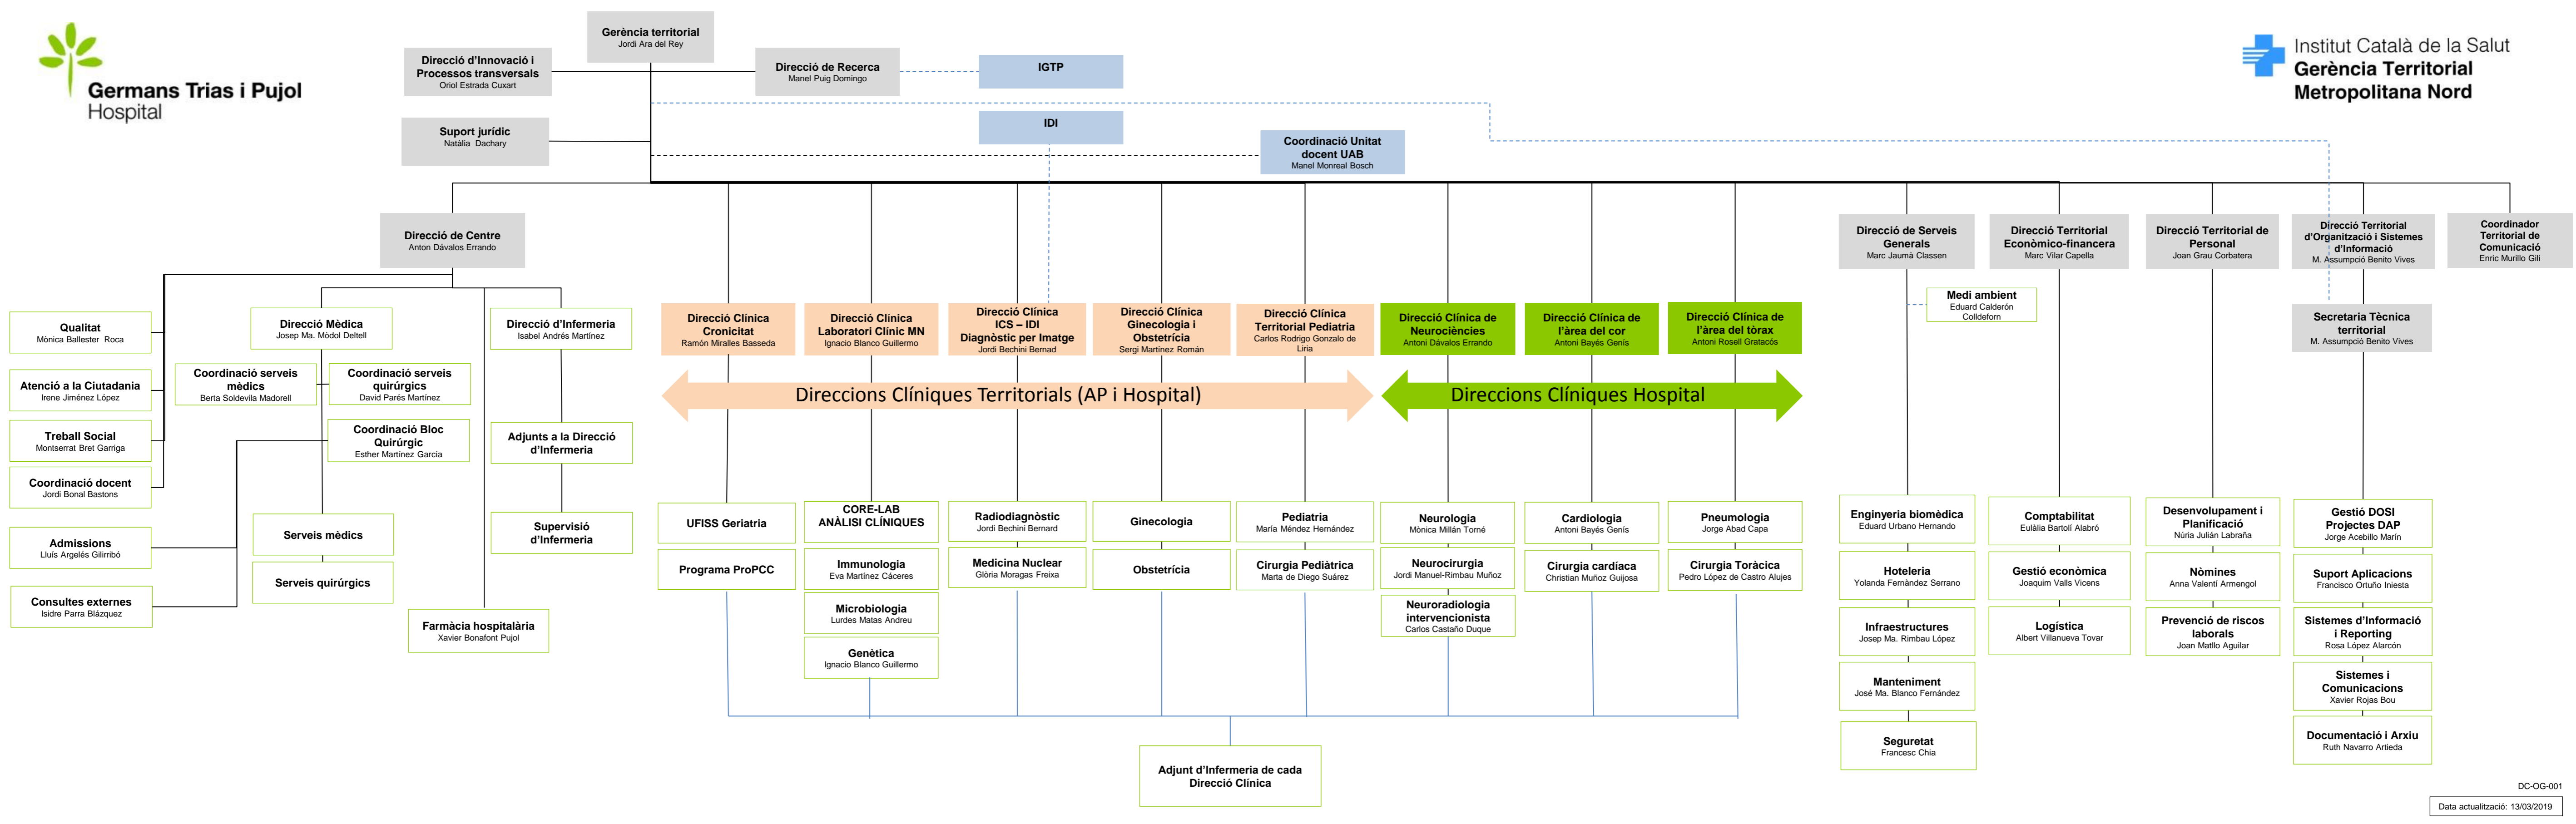 Germans Trias i Pujol
Hospital
Gerència territorial
Jordi Ara del Rey
Direcció d'Innovació i
Processos transversals
Oriol Estrada Cuxart
Direcció de Recerca
Manel Puig Domingo
IGTP
Institut Català de la Salut
Gerència Territorial
Metropolitana Nord
Suport jurídic
Natàlia Dachary
IDI
Coordinació Unitat
docent UAB
Manel Monreal Bosch
Direcció de Centre
Anton Dávalos Errando
Direcció de Serveis
Generals
Marc Jaumà Classen
Direcció Territorial
Econòmico-financera
Marc Vilar Capella
Direcció Territorial de
Personal
Joan Grau Corbatera
Direcció Territorial
d'Organització i Sistemes
d'Informació
M. Assumpció Benito Vives
Coordinador
Territorial de
Comunicació
Enric Murillo Gili
Qualitat
Mònica Ballester Roca
Atenció a la Ciutadania
Irene Jiménez López
Treball Social
Montserrat Bret Garriga
Coordinació docent
Jordi Bonal Bastons
Admissions
Lluís Argelés Gilirribó
Consultes externes
Isidre Parra Blázquez
Direcció Mèdica
Josep Ma. Mòdol Deltell
Coordinació serveis
mèdics
Berta Soldevila Madorell
Coordinació serveis
quirúrgics
David Parés Martínez
Coordinació Bloc
Quirúrgic
Esther Martínez García
Serveis mèdics
Serveis quirúrgics
Farmàcia hospitalària
Xavier Bonafont Pujol
Direcció d'Infermeria
Isabel Andrés Martínez
Adjunts a la Direcció
d'Infermeria
Supervisió
d'Infermeria
Direcció Clínica
Cronicitat
Ramón Miralles Basseda
Direcció Clínica
Laboratori Clínic MN
Ignacio Blanco Guillermo
Direcció Clínica
ICS – IDI
Diagnòstic per Imatge
Jordi Bechini Bernad
Direcció Clínica
Ginecologia i
Obstetrícia
Sergi Martínez Román
Direcció Clínica
Territorial Pediatria
Carlos Rodrigo Gonzalo de
Liria
Direcció Clínica de
Neurociències
Antoni Dávalos Errando
Direcció Clínica de
l'àrea del cor
Antoni Bayés Genís
Direcció Clínica de
l'àrea del tòrax
Antoni Rosell Gratacós
Direccions Clíniques Territorials (AP i Hospital)
Direccions Clíniques Hospital
UFISS Geriatria
Programa ProPCC
CORE-LAB
ANÀLISI CLÍNIQUES
Immunologia
Eva Martínez Cáceres
Microbiologia
Lurdes Matas Andreu
Genètica
Ignacio Blanco Guillermo
Radiodiagnòstic
Jordi Bechini Bernard
Medicina Nuclear
Glòria Moragas Freixa
Ginecologia
Obstetrícia
Pediatria
María Méndez Hernández
Cirurgia Pediàtrica
Marta de Diego Suárez
Neurologia
Mònica Millán Torné
Neurocirurgia
Jordi Manuel-Rimbau Muñoz
Neuroradiologia
intervencionista
Carlos Castaño Duque
Cardiologia
Antoni Bayés Genís
Cirurgia cardíaca
Christian Muñoz Guijosa
Pneumologia
Jorge Abad Capa
Cirurgia Toràcica
Pedro López de Castro Alujes
Adjunt d'Infermeria de cada
Direcció Clínica
Medi ambient
Eduard Calderón
Colldeforn
Secretaria Tècnica
territorial
M. Assumpció Benito Vives
Enginyeria biomèdica
Eduard Urbano Hernando
Hoteleria
Yolanda Fernàndez Serrano
Infraestructures
Josep Ma. Rimbau López
Manteniment
José Ma. Blanco Fernández
Seguretat
Francesc Chia
Comptabilitat
Eulàlia Bartolí Alabró
Gestió econòmica
Joaquim Valls Vicens
Logística
Albert Villanueva Tovar
Desenvolupament i
Planificació
Núria Julián Labraña
Nòmines
Anna Valentí Armengol
Prevenció de riscos
laborals
Joan Matllo Aguilar
Gestió DOSI
Projectes DAP
Jorge Acebillo Marín
Suport Aplicacions
Francisco Ortuño Iniesta
Sistemes d'Informació
i Reporting
Rosa López Alarcón
Sistemes i
Comunicacions
Xavier Rojas Bou
Documentació i Arxiu
Ruth Navarro Artieda
DC-OG-001
Data actualització: 13/03/2019